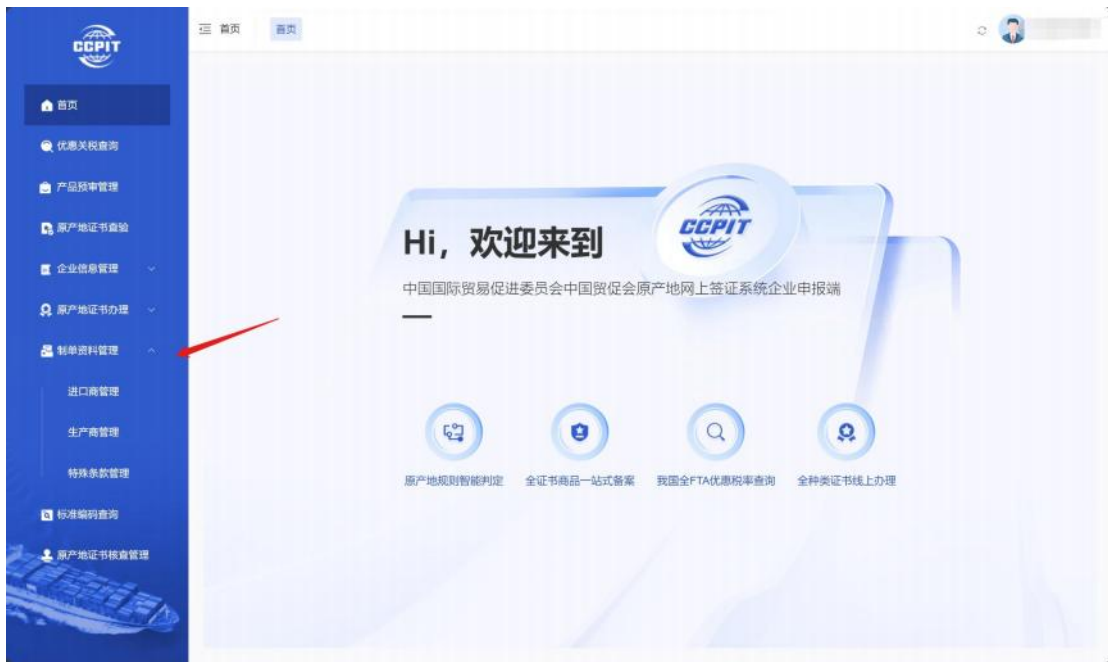 CCPIT
首页
首页
首页
优惠关税查询
产品预审管理
原产地证书查验
企业信息管理
原产地证书办理
制单资料管理
进口商管理
生产商管理
特殊条款管理
标准编码查询
原产地证书核查管理
CCPIT
Hi，欢迎来到
中国国际贸易促进委员会中国贸促会原产地网上签证系统企业申报端
原产地规则智能判定
全证书商品一站式备案
我国全FTA优惠税率查询
全种类证书线上办理